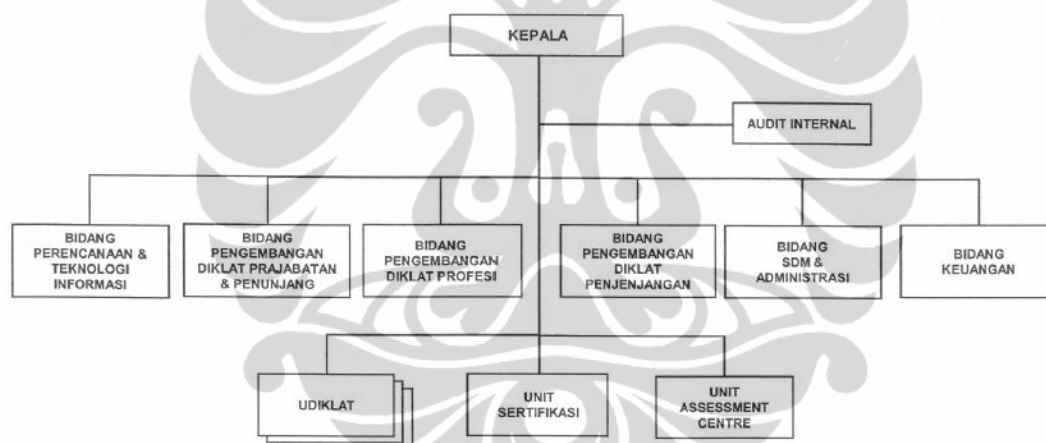 KEPALA
AUDIT INTERNAL
BIDANG
PERENCANAAN &
TEKNOLOGI
INFORMASI
BIDANG
PENGEMBANGAN
DIKLAT PRAJABATAN
& PENUNJANG
BIDANG
PENGEMBANGAN
DIKLAT PROFESI
BIDANG
PENGEMBANGAN
DIKLAT
PENJENJANGAN
BIDANG
SDM &
ADMINISTRASI
BIDANG
KEUANGAN
UDIKLAT
UNIT
SERTIFIKASI
UNIT
ASSESSMENT
CENTRE